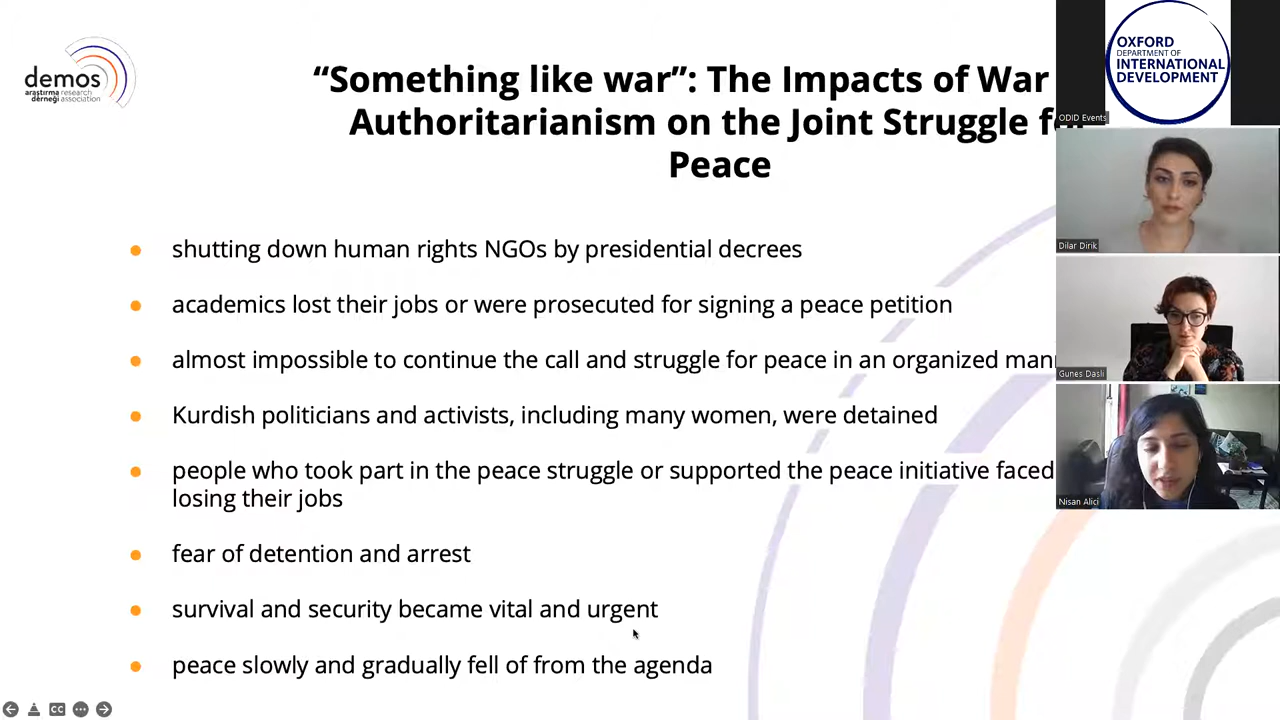 demos
araştırma research
derneği association
“Something like war”: The Impacts of War
Authoritarianism on the Joint Struggle for
Peace
shutting down human rights NGOs by presidential decrees
academics lost their jobs or were prosecuted for signing a peace petition
almost impossible to continue the call and struggle for peace in an organized man
Kurdish politicians and activists, including many women, were detained
people who took part in the peace struggle or supported the peace initiative faced
losing their jobs
fear of detention and arrest
survival and security became vital and urgent
peace slowly and gradually fell of from the agenda
OXFORD
DEPARTMENT OF
INTERNATIONAL
DEVELOPMENT
ODID Events
Dilar Dirik
Gunes Dasli
Nisan Alici
CC